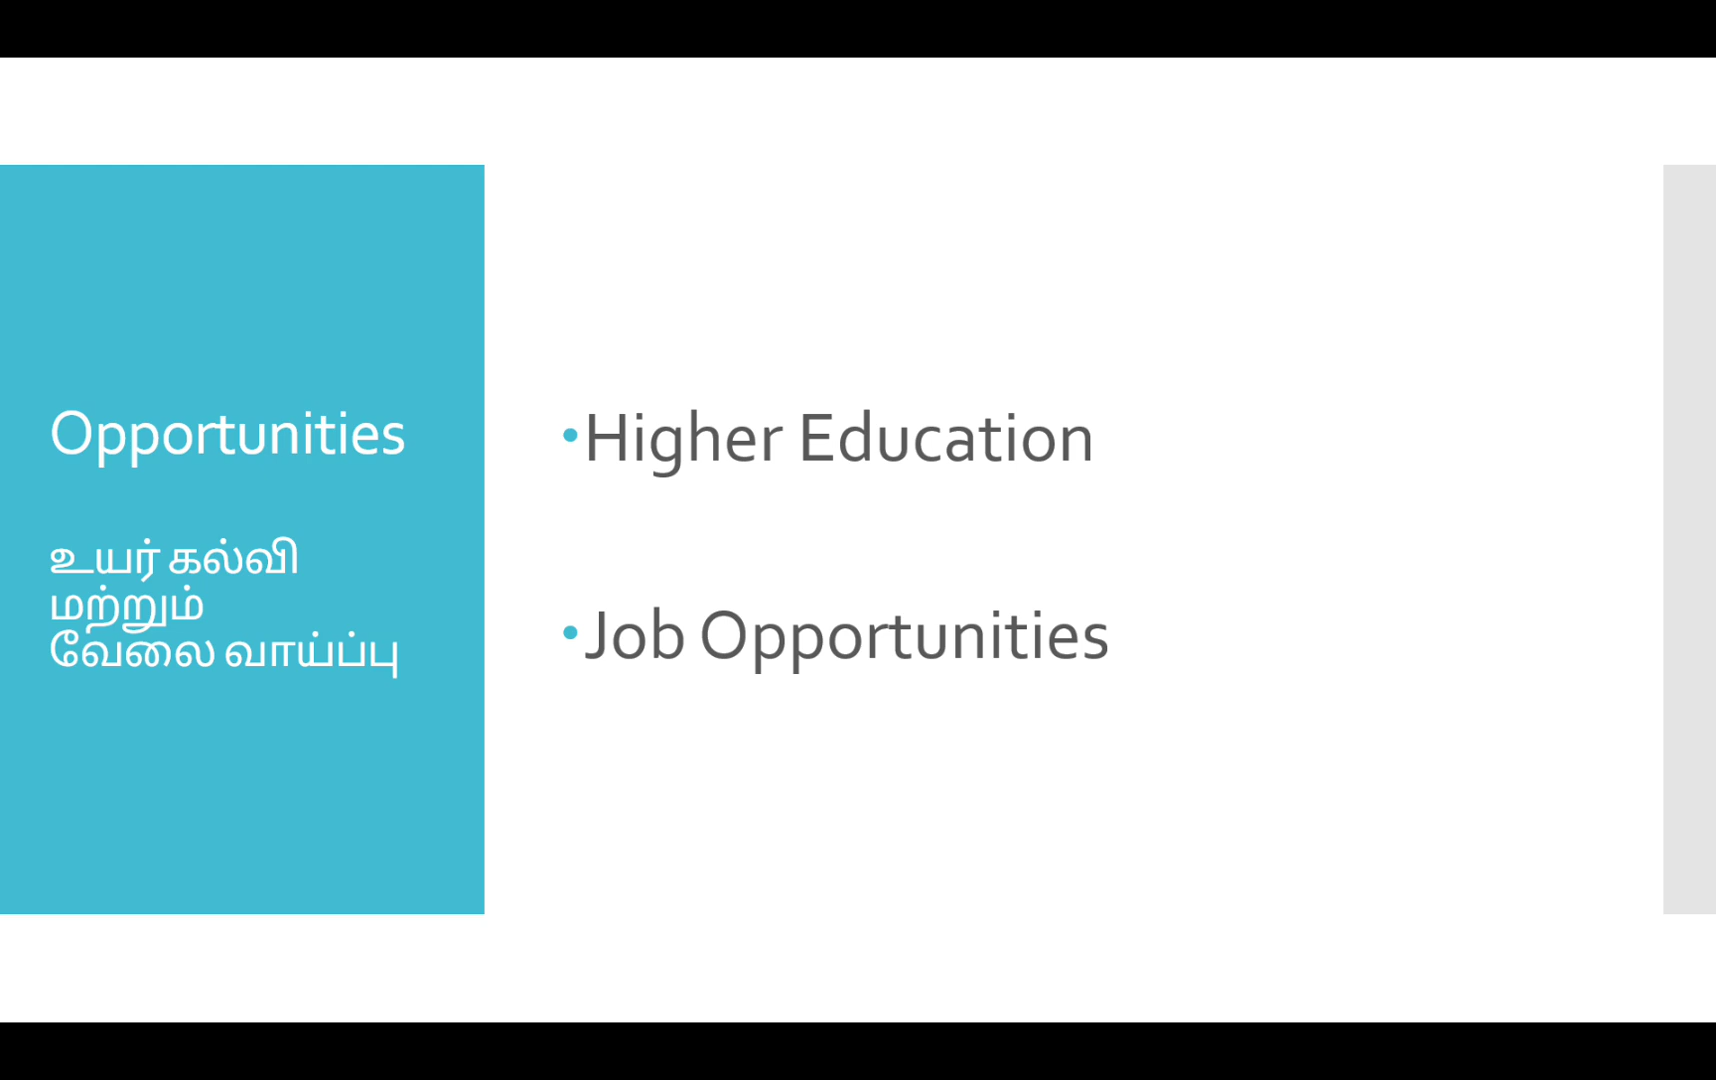 Opportunities
உயர் கல்வி
மற்றும்
வேலை வாய்ப்பு
•Higher Education
•Job Opportunities